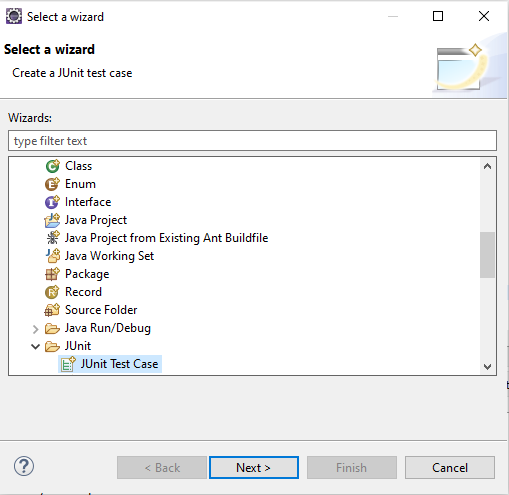 Select a wizard
Select a wizard
Create a JUnit test case
Wizards:
type filter text
Class
Enum
Interface
Java Project
Java Project from Existing Ant Buildfile
Java Working Set
Package
Record
Source Folder
Java Run/Debug
JUnit
JUnit Test Case
< Back
Next >
Finish
Cancel